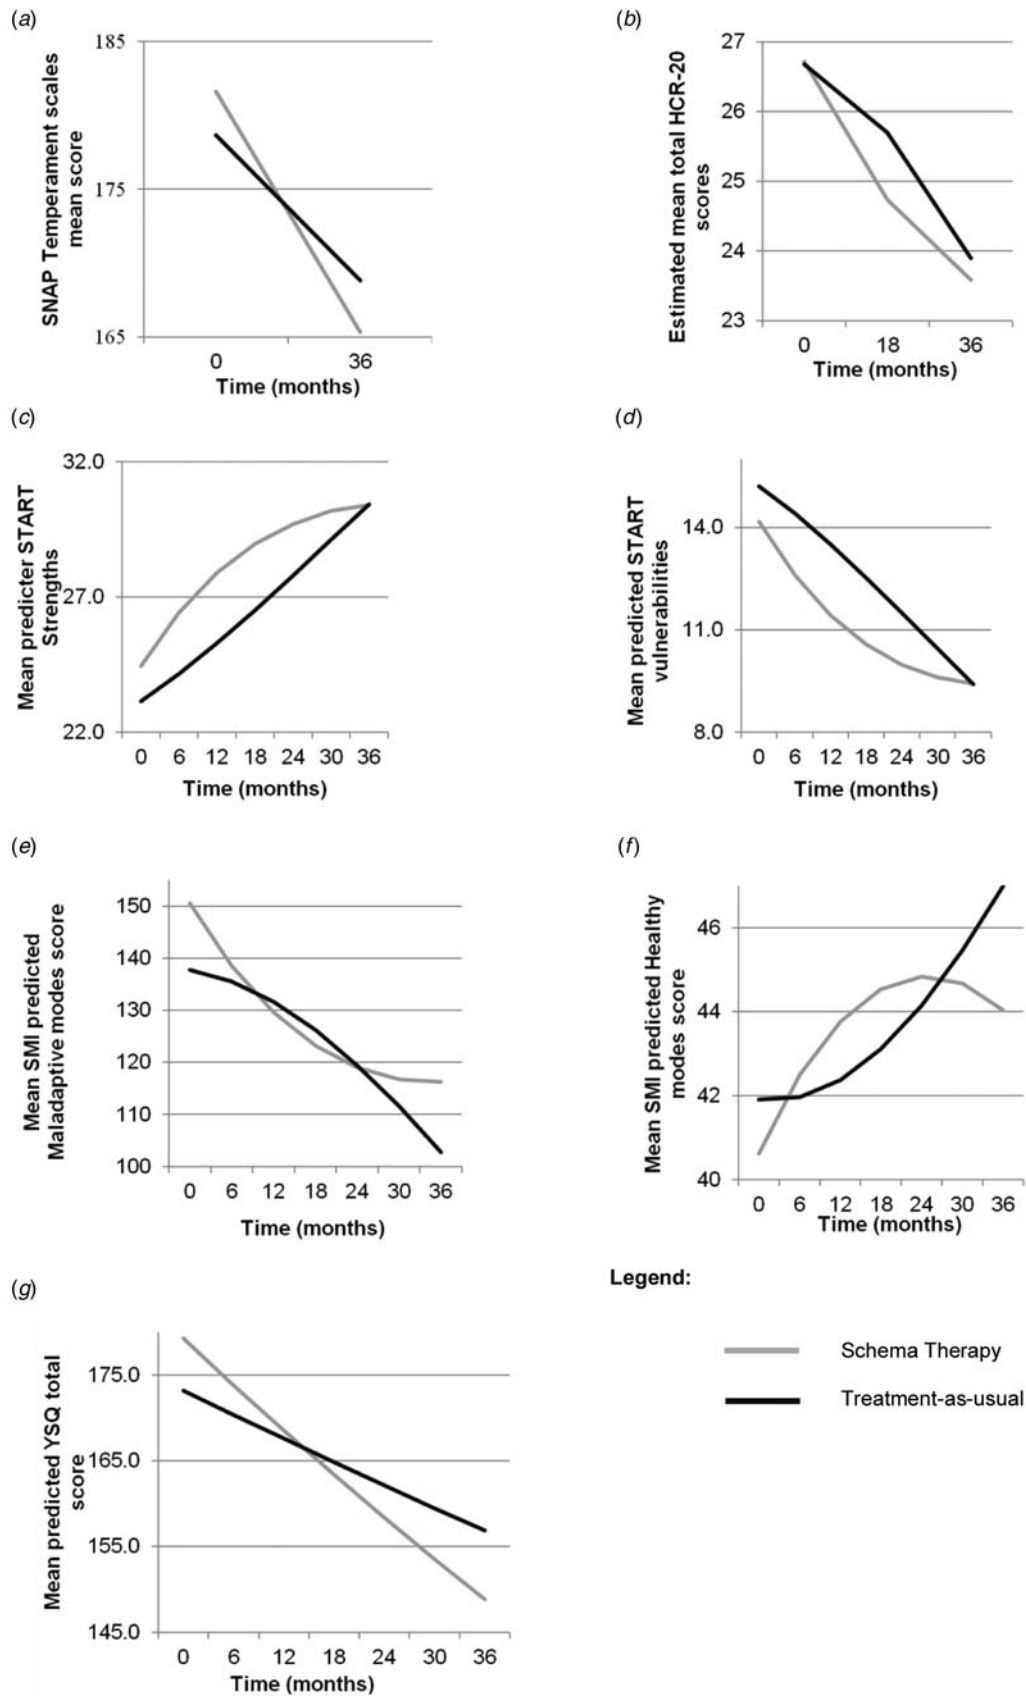 (a)
SNAP Temperament scales
mean score
185
175
165
0 36
Time (months)
(b)
Estimated mean total HCR-20
scores
27
26
25
24
23
0 18 36
Time (months)
(c)
Mean predicter START
Strengths
32.0
27.0
22.0
0 6 12 18 24 30 36
Time (months)
(d)
Mean predicted START
vulnerabilities
14.0
11.0
8.0
0 6 12 18 24 30 36
Time (months)
(e)
Mean SMI predicted
Maladaptive modes score
150
140
130
120
110
100
0 6 12 18 24 30 36
Time (months)
(f)
Mean SMI predicted Healthy
modes score
46
44
42
40
0 6 12 18 24 30 36
Time (months)
(g)
Mean predicted YSQ total
score
175.0
165.0
155.0
145.0
0 6 12 18 24 30 36
Time (months)
Legend:
Schema Therapy
Treatment-as-usual